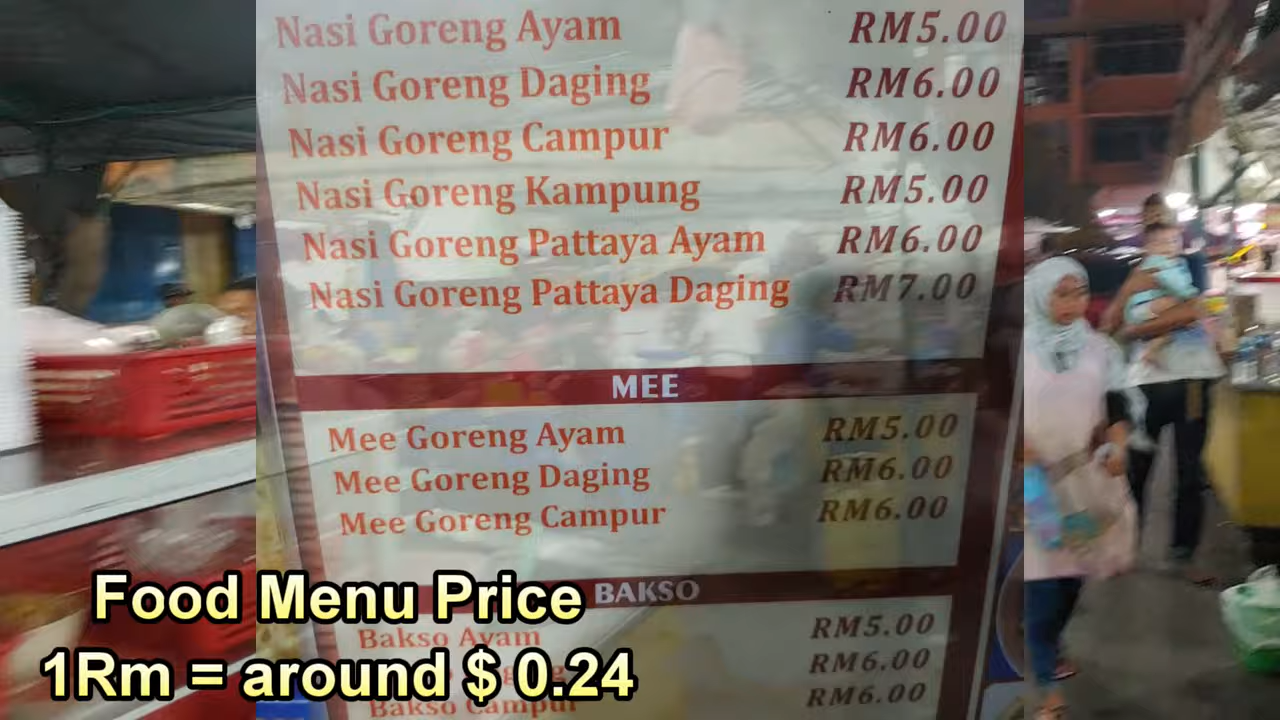 Nasi Goreng Ayam RM5.00
Nasi Goreng Daging RM6.00
Nasi Goreng Campur RM6.00
Nasi Goreng Kampung RM5.00
Nasi Goreng Pattaya Ayam RM6.00
Nasi Goreng Pattaya Daging RM7.00
MEE
Mee Goreng Ayam RM5.00
Mee Goreng Daging RM6.00
Mee Goreng Campur RM6.00
BAKSO
Bakso Ayam RM5.00
RM6.00
Bakso Campur RM6.00
Food Menu Price
1Rm = around $ 0.24